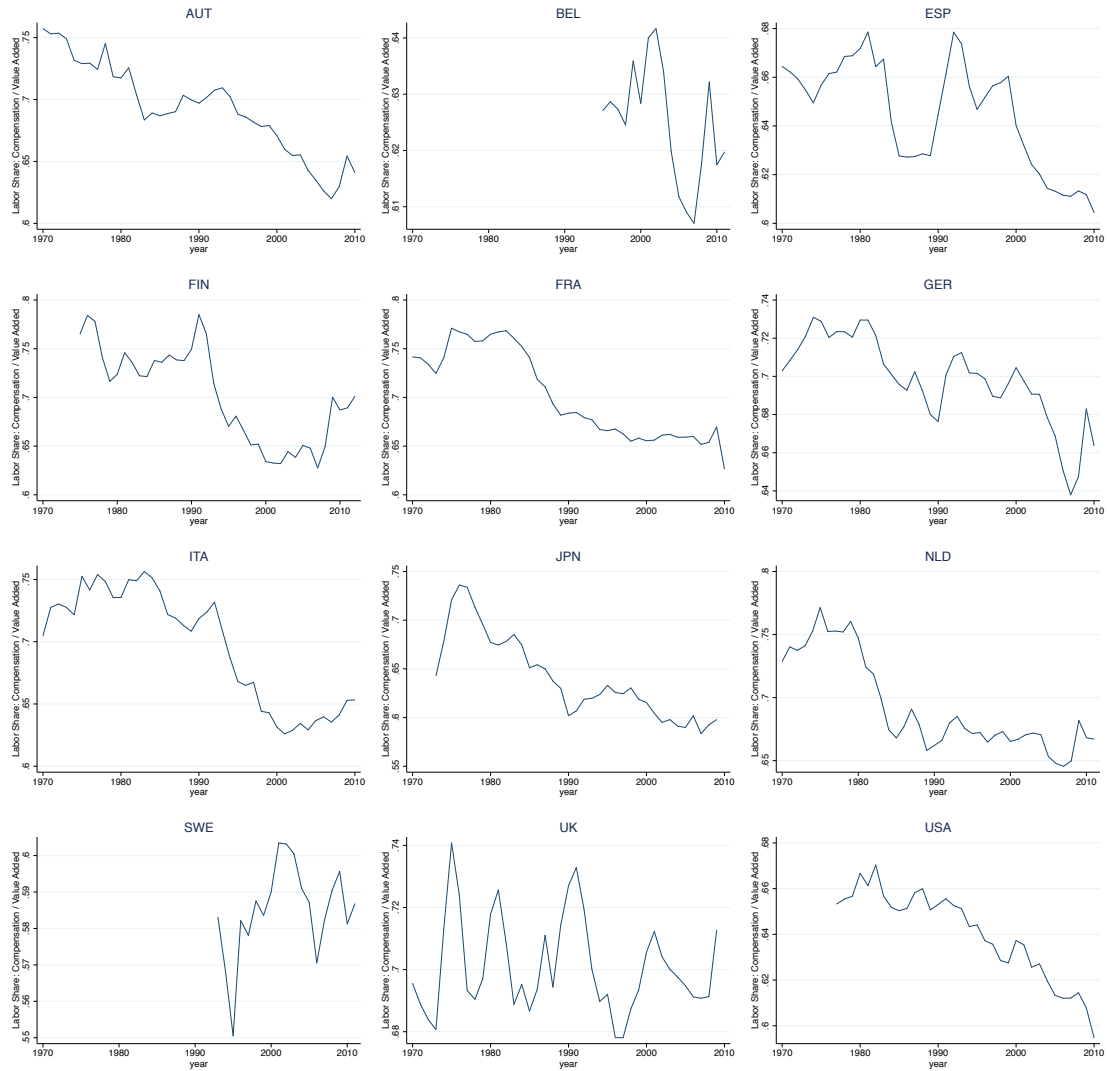 AUT
Labor Share: Compensation / Value Added
.75
.7
.65
.6
1970 1980 1990 2000 2010
year
BEL
Labor Share: Compensation / Value Added
.64
.63
.62
.61
1970 1980 1990 2000 2010
year
ESP
Labor Share: Compensation / Value Added
.68
.66
.64
.62
.6
1970 1980 1990 2000 2010
year
FIN
Labor Share: Compensation / Value Added
.8
.75
.7
.65
.6
1970 1980 1990 2000 2010
year
FRA
Labor Share: Compensation / Value Added
.8
.75
.7
.65
.6
1970 1980 1990 2000 2010
year
GER
Labor Share: Compensation / Value Added
.74
.72
.7
.68
.66
.64
1970 1980 1990 2000 2010
year
ITA
Labor Share: Compensation / Value Added
.75
.7
.65
.6
1970 1980 1990 2000 2010
year
JPN
Labor Share: Compensation / Value Added
.75
.7
.65
.6
.55
1970 1980 1990 2000 2010
year
NLD
Labor Share: Compensation / Value Added
.8
.75
.7
.65
1970 1980 1990 2000 2010
year
SWE
Labor Share: Compensation / Value Added
.6
.59
.58
.57
.56
.55
1970 1980 1990 2000 2010
year
UK
Labor Share: Compensation / Value Added
.74
.72
.7
.68
1970 1980 1990 2000 2010
year
USA
Labor Share: Compensation / Value Added
.68
.66
.64
.62
.6
1970 1980 1990 2000 2010
year